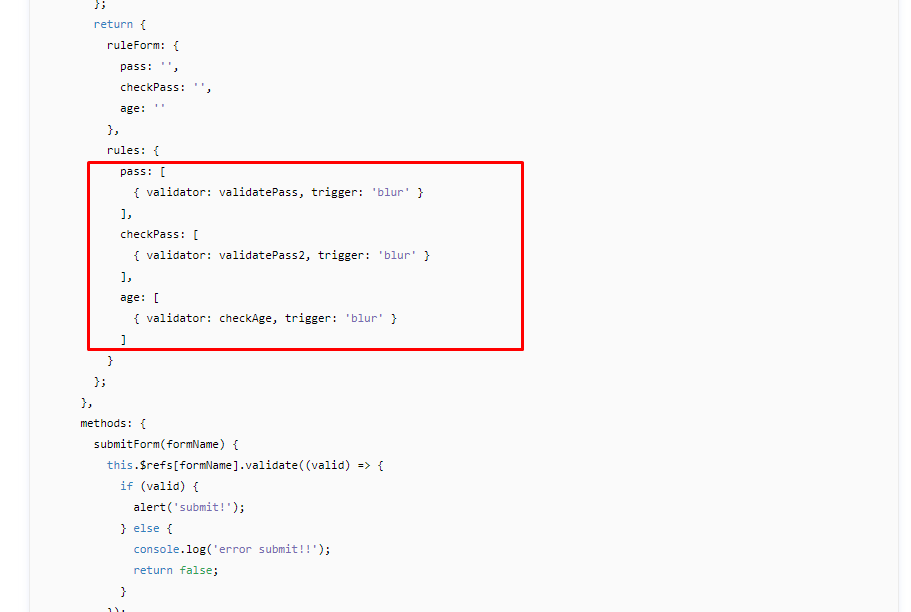 };
return {
ruleForm: {
pass: '',
checkPass: '',
age: ''
},
rules: {
pass: [
{ validator: validatePass, trigger: 'blur' }
],
checkPass: [
{ validator: validatePass2, trigger: 'blur' }
],
age: [
{ validator: checkAge, trigger: 'blur' }
]
}
};
},
methods: {
submitForm(formName) {
this.$refs[formName].validate((valid) => {
if (valid) {
alert('submit!');
} else {
console.log('error submit!!');
return false;
}
});